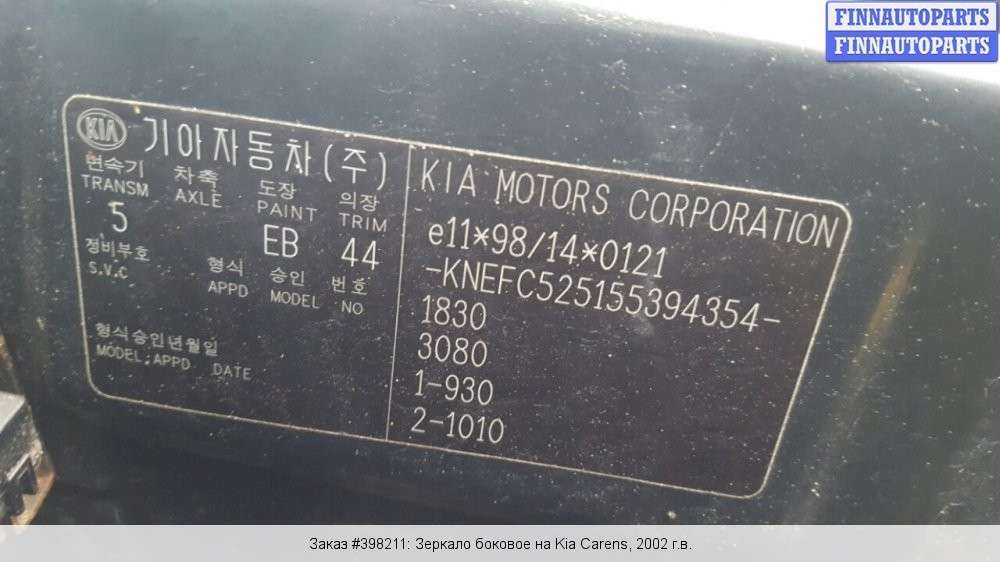 FINNAUTOPARTS
FINNAUTOPARTS
KIA 기아자동차(주)
변속기 차축 도장 의장
TRANSM AXLE PAINT TRIM
5 EB 44
정비부호 형식 승인 번호
S.V.C APPD MODEL NO
형식승인년월일
MODEL;APPD DATE
KIA MOTORS CORPORATION
e11*98/14*0121
-KNEFC525155394354-
1830
3080
1-930
2-1010
Заказ #398211: Зеркало боковое на Kia Carens, 2002 г.в.